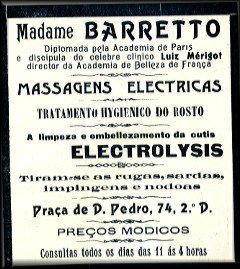 Madame BARRETTO
Diplomada pela Academia de Paris
e discipula do celebre clinico Luiz Mérigot
director da Academia de Belleza de França
MASSAGENS ELECTRICAS
TRATAMENTO HYGIENICO DO ROSTO
A limpeza e embellezamento da cutis
ELECTROLYSIS
Tiram-se as rugas, sardas,
impingens e nodoas
Praça de D. Pedro, 74, 2.º D.
PREÇOS MODICOS
Consultas todos os dias das 11 ás 4 horas